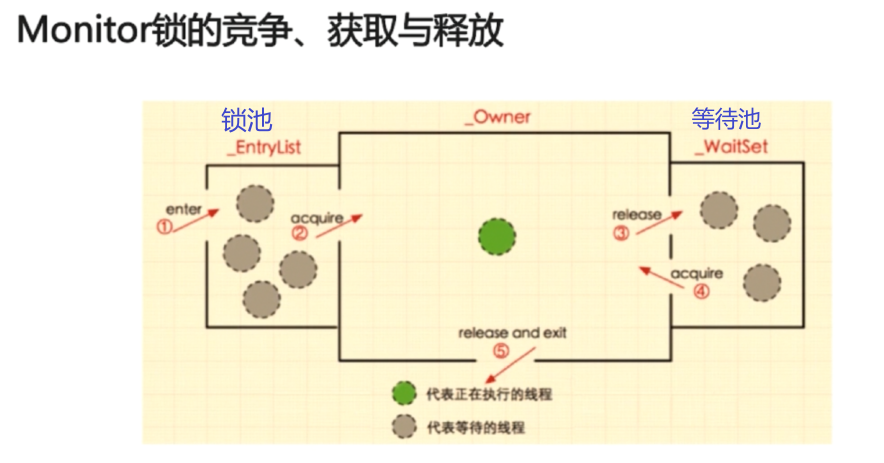 Monitor锁的竞争、获取与释放
锁池
_EntryList
_Owner
等待池
_WaitSet
enter
①
acquire
②
release
③
acquire
④
release and exit
⑤
代表正在执行的线程
代表等待的线程